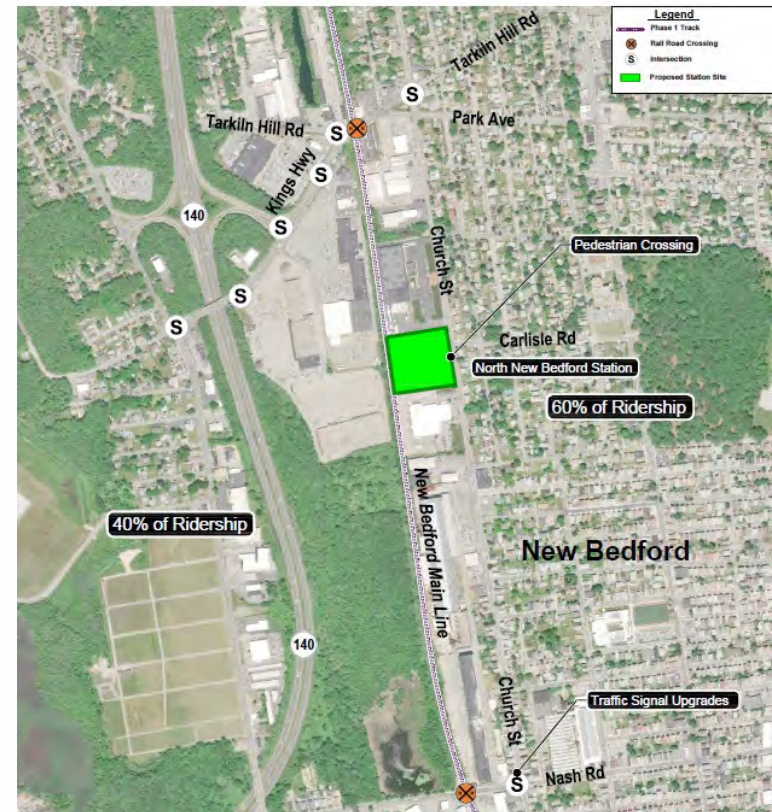 Legend
Phase 1 Track
Rail Road Crossing
S
Intersection
Proposed Station Site
Tarkiln Hill Rd
S
Park Ave
Tarkiln Hill Rd
S
Kings Hwy
S
140
S
Church St
Pedestrian Crossing
S
S
Carlisle Rd
North New Bedford Station
60% of Ridership
New Bedford Main Line
40% of Ridership
New Bedford
140
Church St
Traffic Signal Upgrades
S
Nash Rd